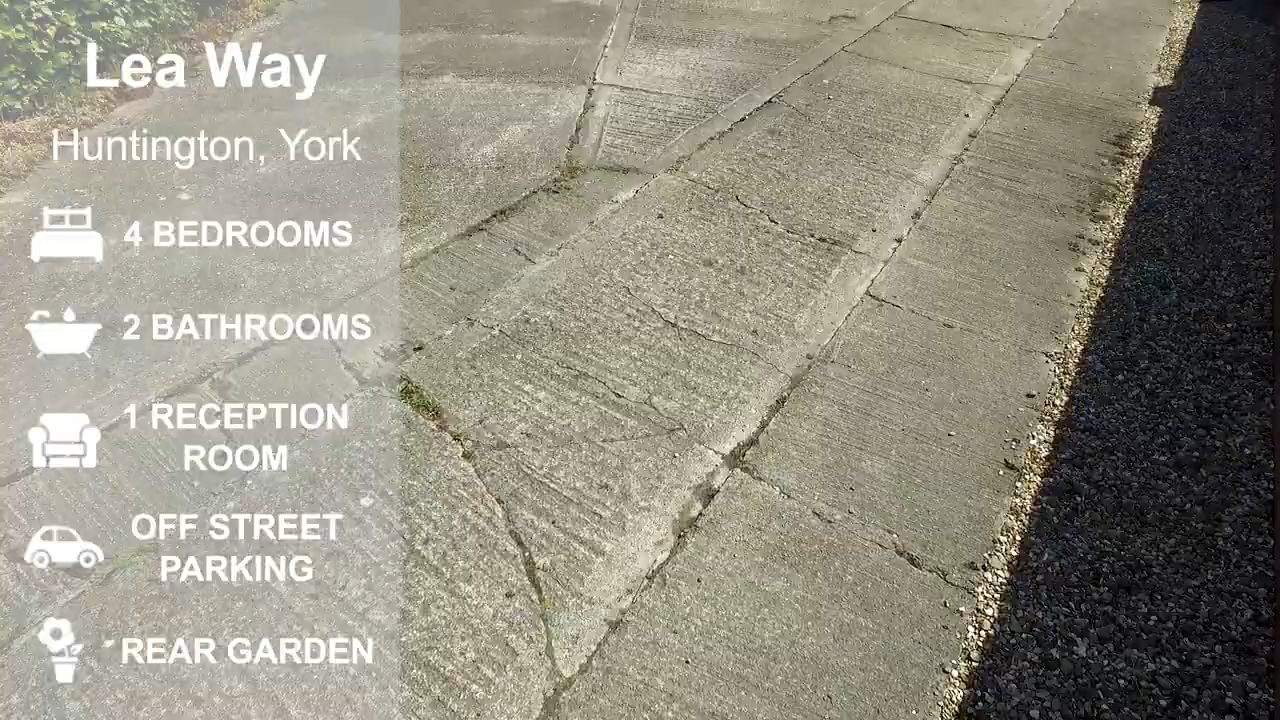 Lea Way
Huntington, York
4 BEDROOMS
2 BATHROOMS
1 RECEPTION
ROOM
OFF STREET
PARKING
REAR GARDEN